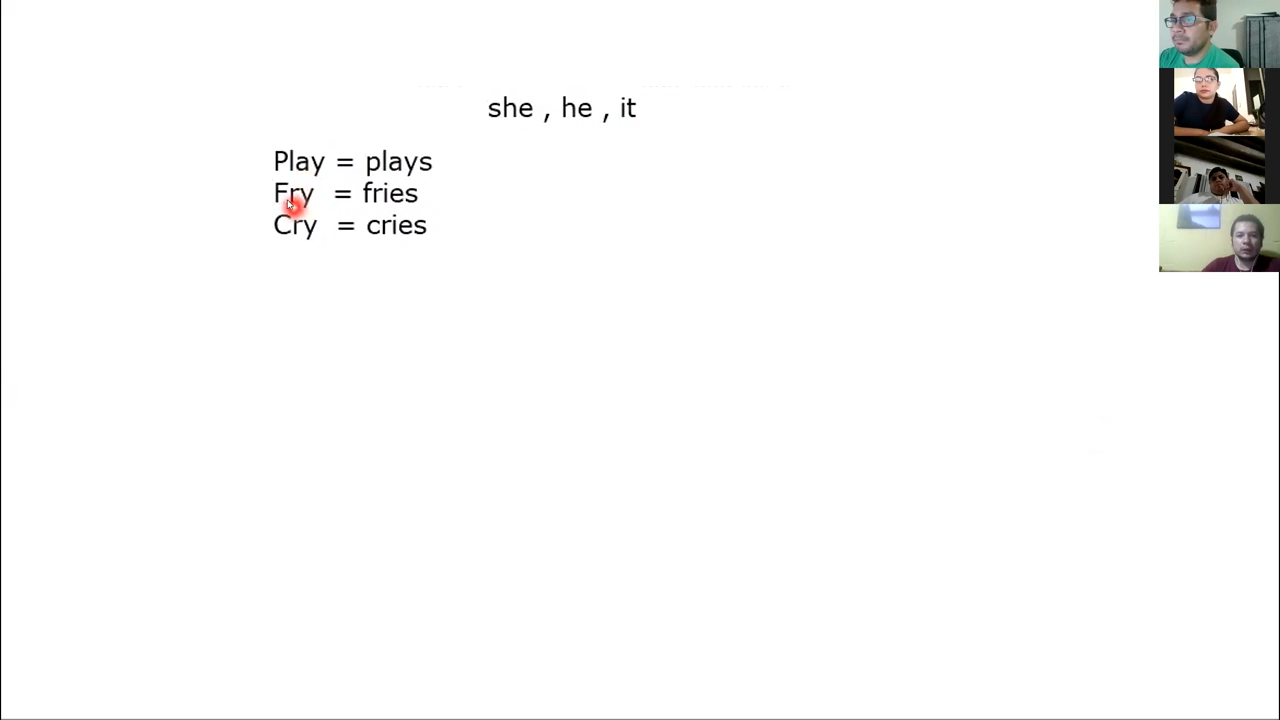 she , he , it
Play = plays
Fry = fries
Cry = cries